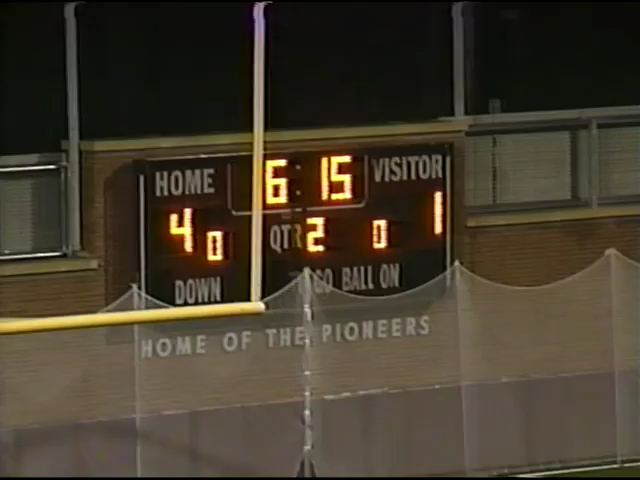 HOME 6:15 VISITOR
4 0 QTR 2 0 1
DOWN TO GO BALL ON
HOME OF THE PIONEERS